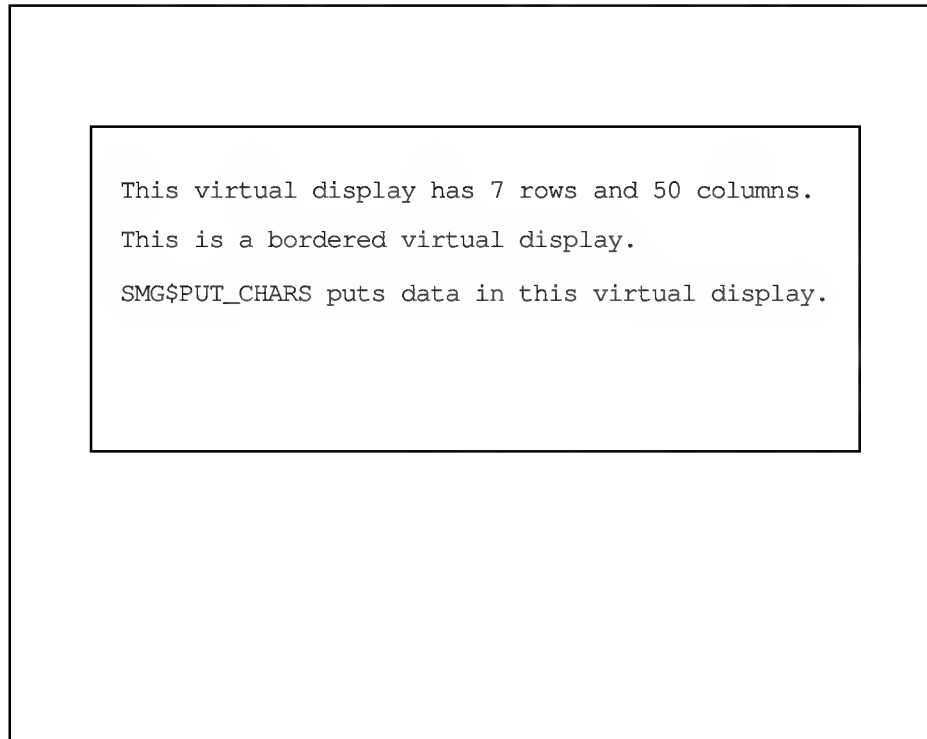 This virtual display has 7 rows and 50 columns.
This is a bordered virtual display.
SMG$PUT_CHARS puts data in this virtual display.